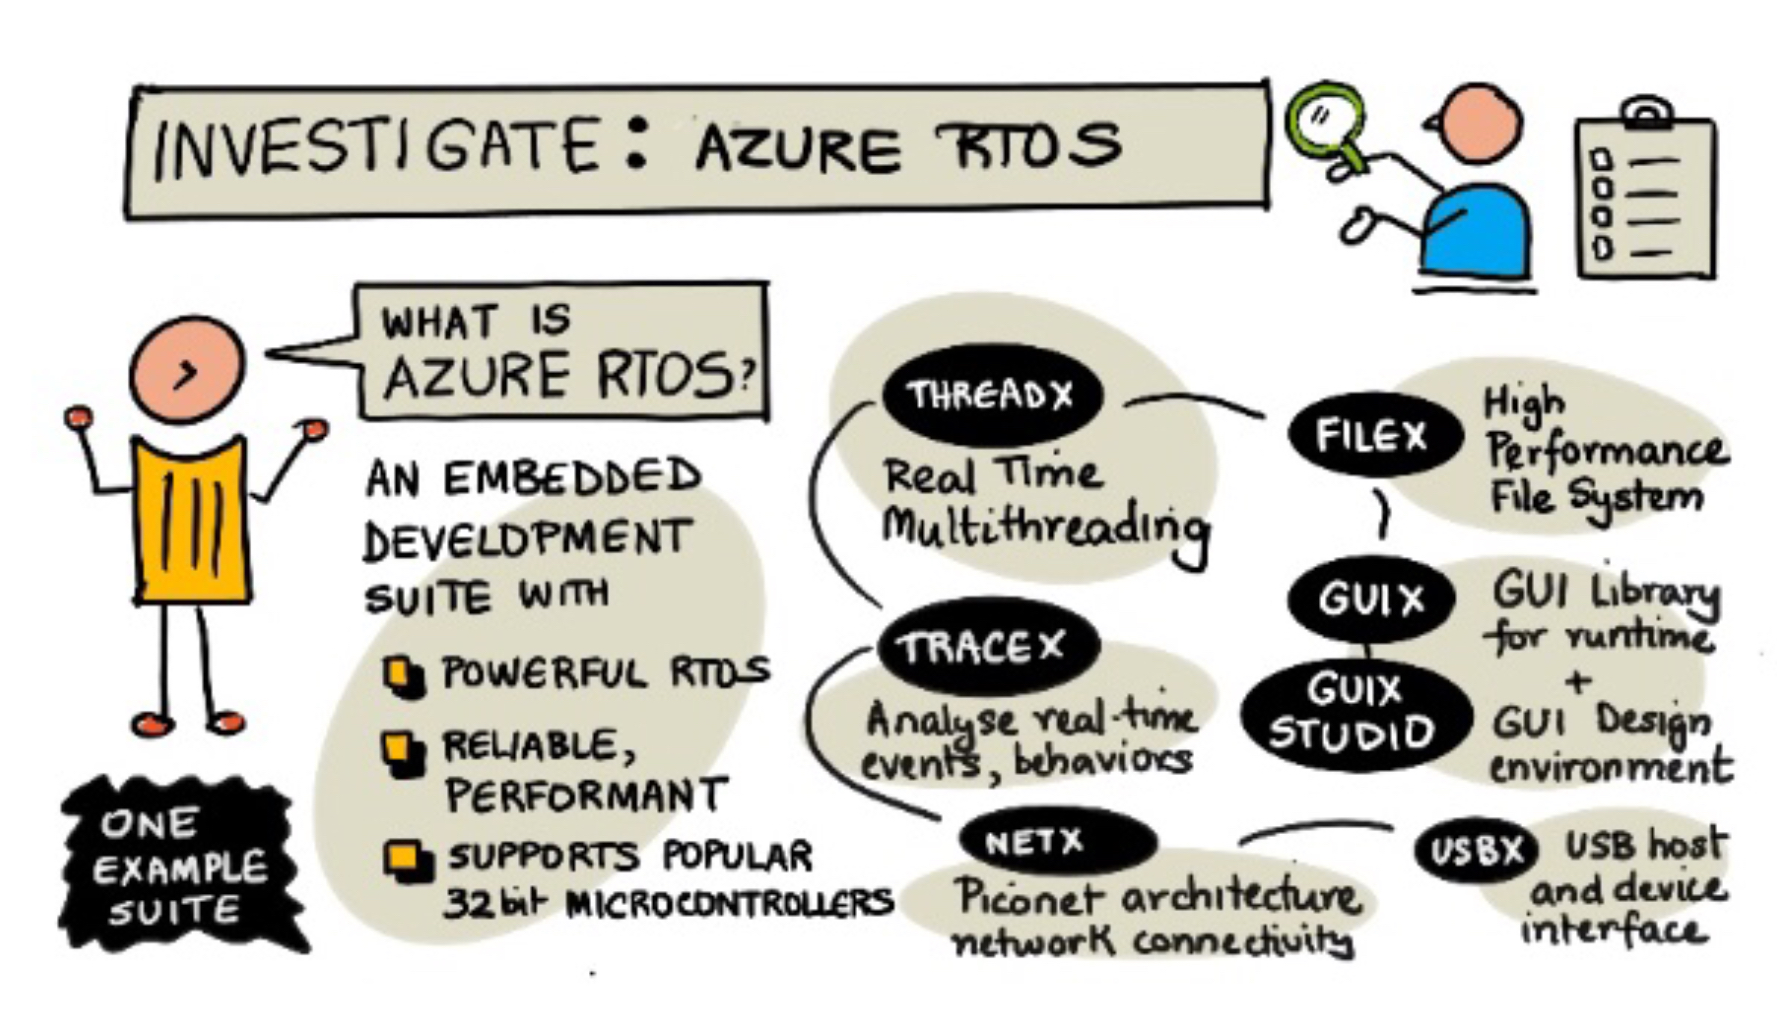 INVESTIGATE: AZURE RTOS
WHAT IS
AZURE RTOS?
AN EMBEDDED
DEVELOPMENT
SUITE WITH
POWERFUL RTOS
RELIABLE,
PERFORMANT
SUPPORTS POPULAR
32bit MICROCONTROLLERS
ONE
EXAMPLE
SUITE
THREADX
Real Time
Multithreading
FILEX
High
Performance
File System
TRACEX
Analyse real-time
events, behaviors
GUIX
GUIX
STUDIO
GUI Library
for runtime
+
GUI Design
environment
NETX
Piconet architecture
network connectivity
USBX
USB host
and device
interface